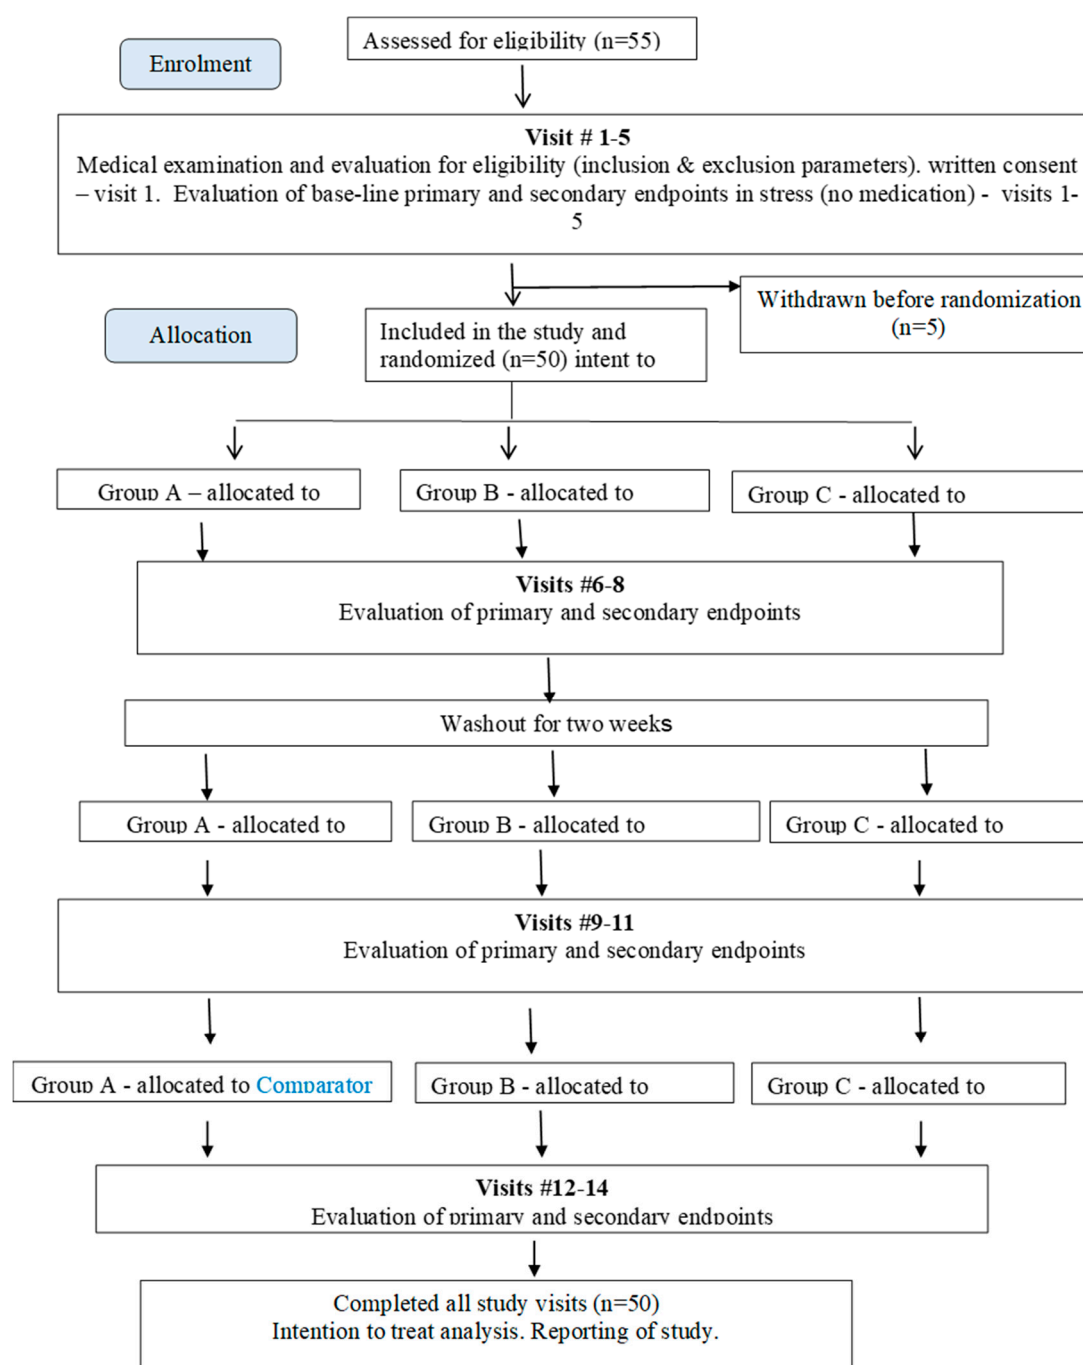 Assessed for eligibility (n=55)
Enrolment
Visit # 1-5
Medical examination and evaluation for eligibility (inclusion & exclusion parameters). written consent
– visit 1. Evaluation of base-line primary and secondary endpoints in stress (no medication) - visits 1-
5
Withdrawn before randomization
(n=5)
Allocation
Included in the study and
randomized (n=50) intent to
Group A – allocated to
Group B - allocated to
Group C - allocated to
Visits #6-8
Evaluation of primary and secondary endpoints
Washout for two weeks
Group A - allocated to
Group B - allocated to
Group C - allocated to
Visits #9-11
Evaluation of primary and secondary endpoints
Group A - allocated to Comparator
Group B - allocated to
Group C - allocated to
Visits #12-14
Evaluation of primary and secondary endpoints
Completed all study visits (n=50)
Intention to treat analysis. Reporting of study.